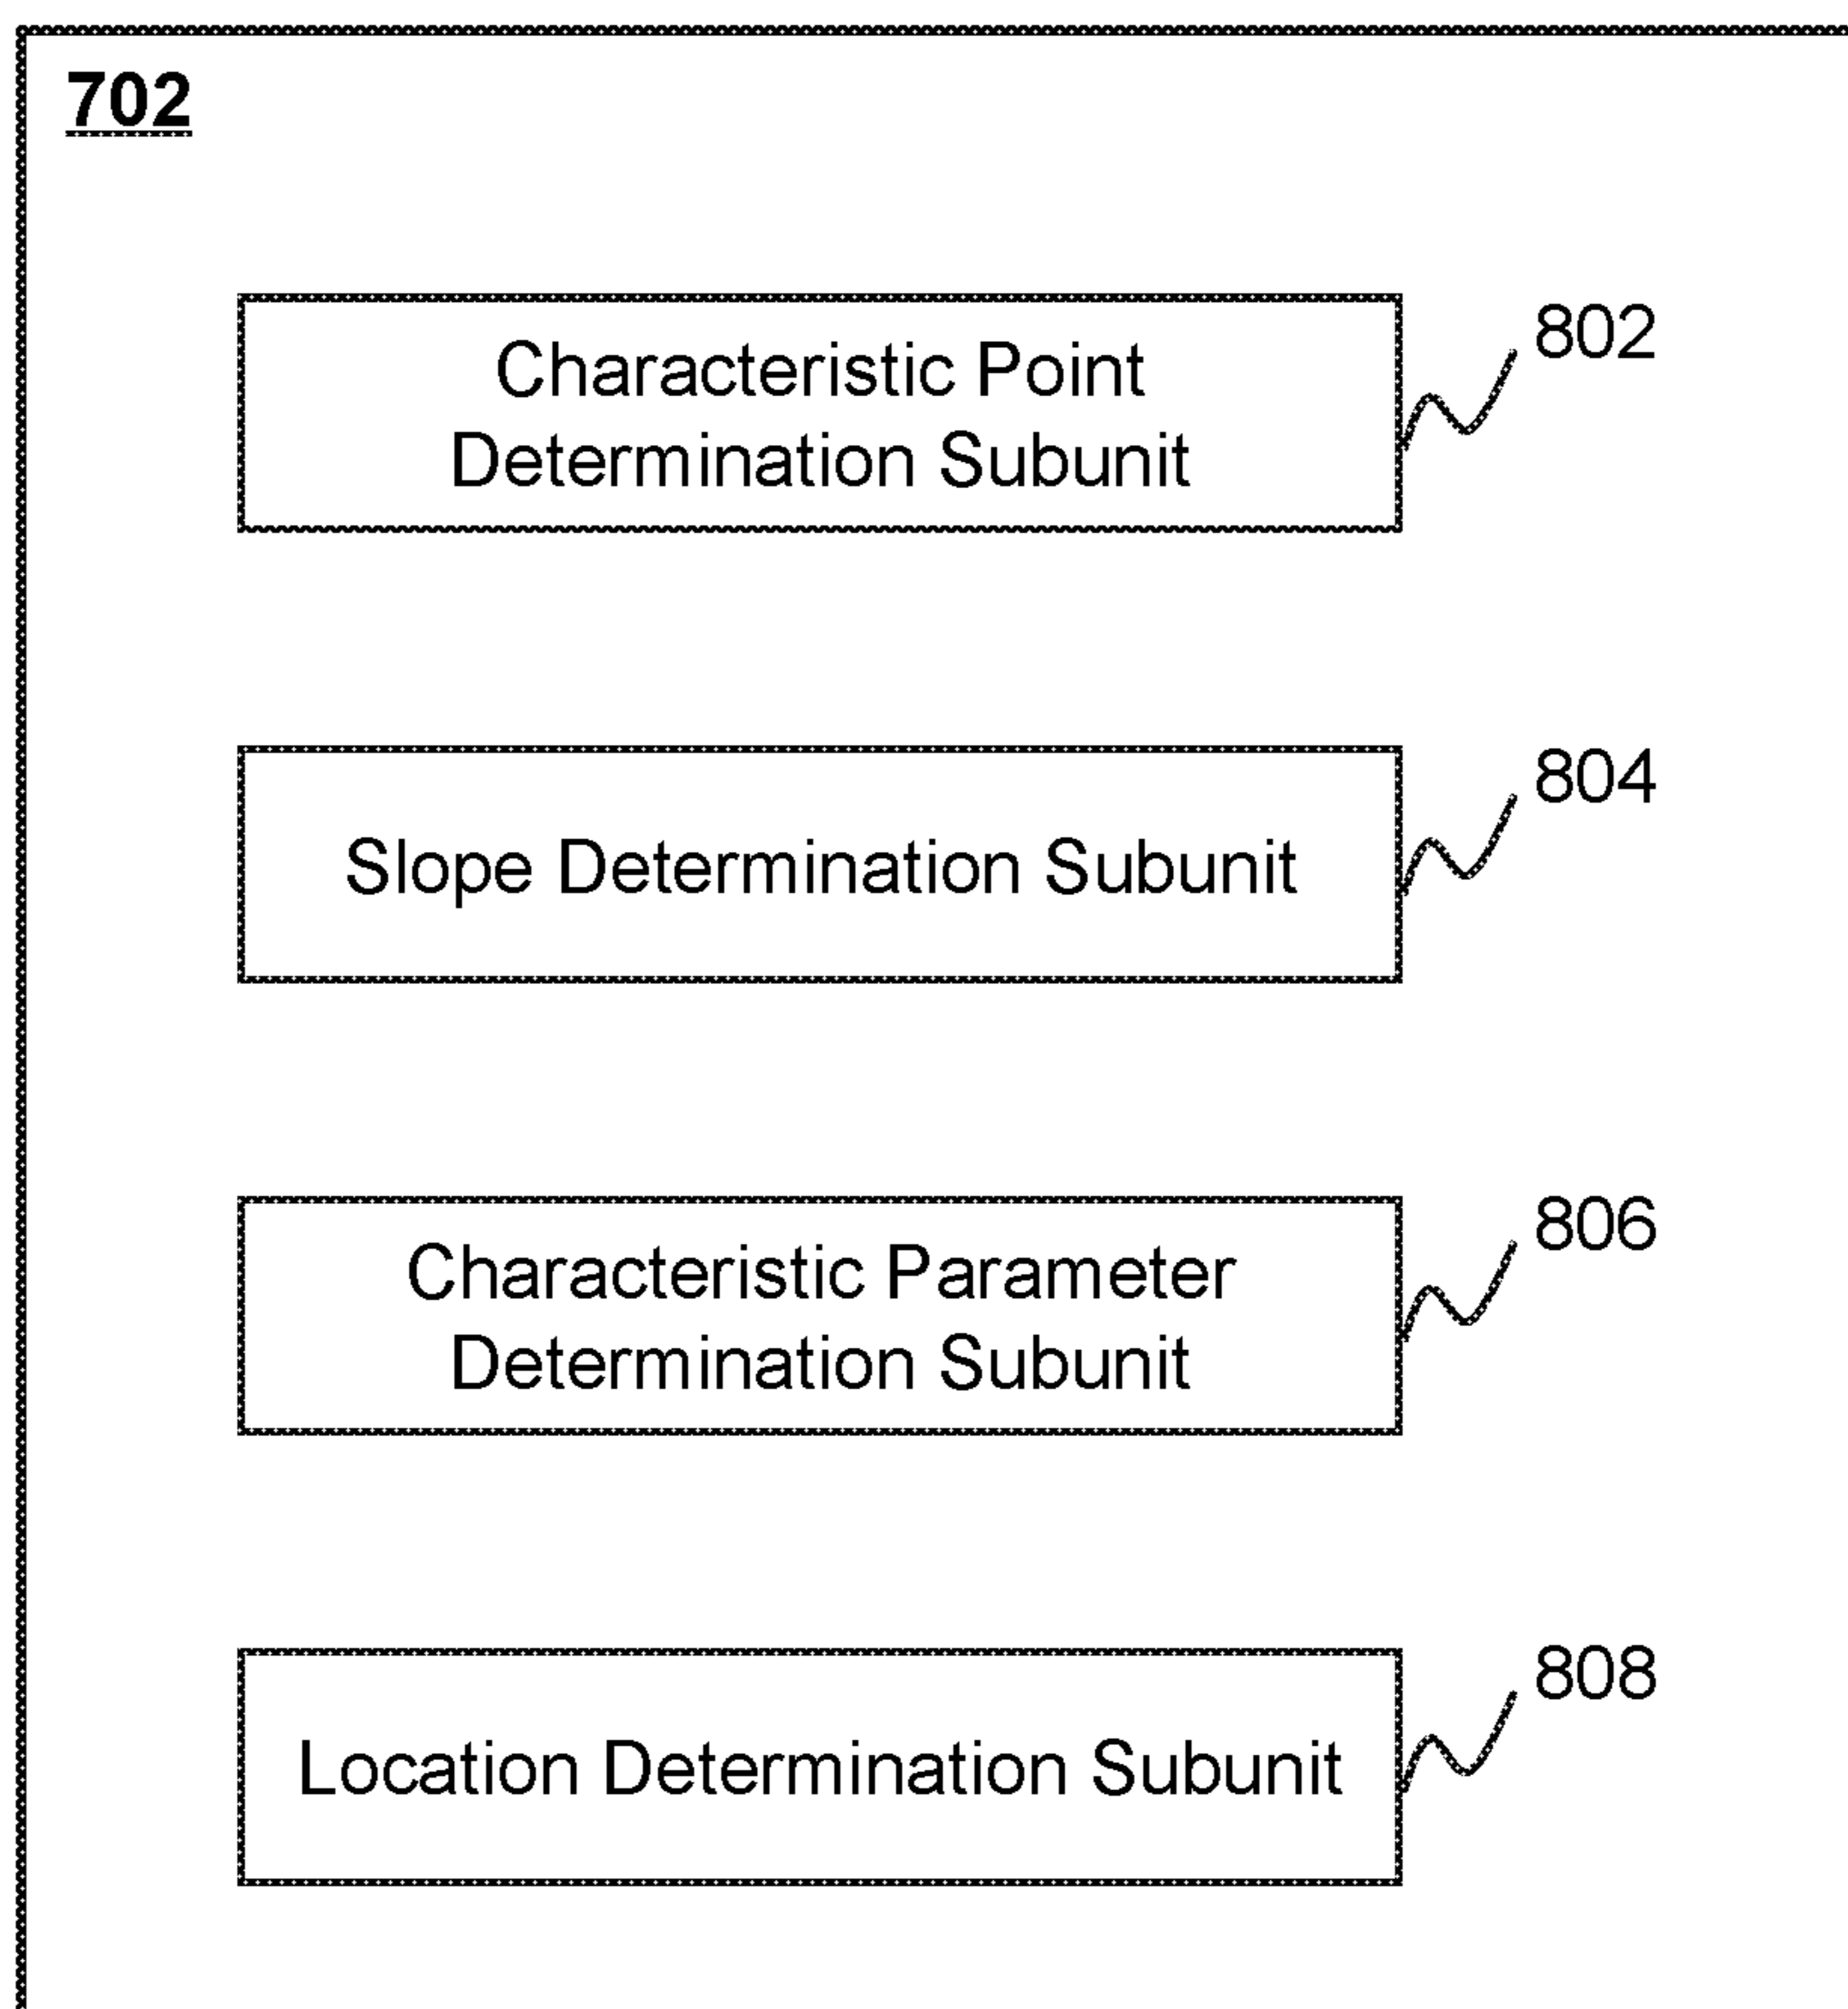 702
Characteristic Point
Determination Subunit
802
Slope Determination Subunit
804
Characteristic Parameter
Determination Subunit
806
Location Determination Subunit
808